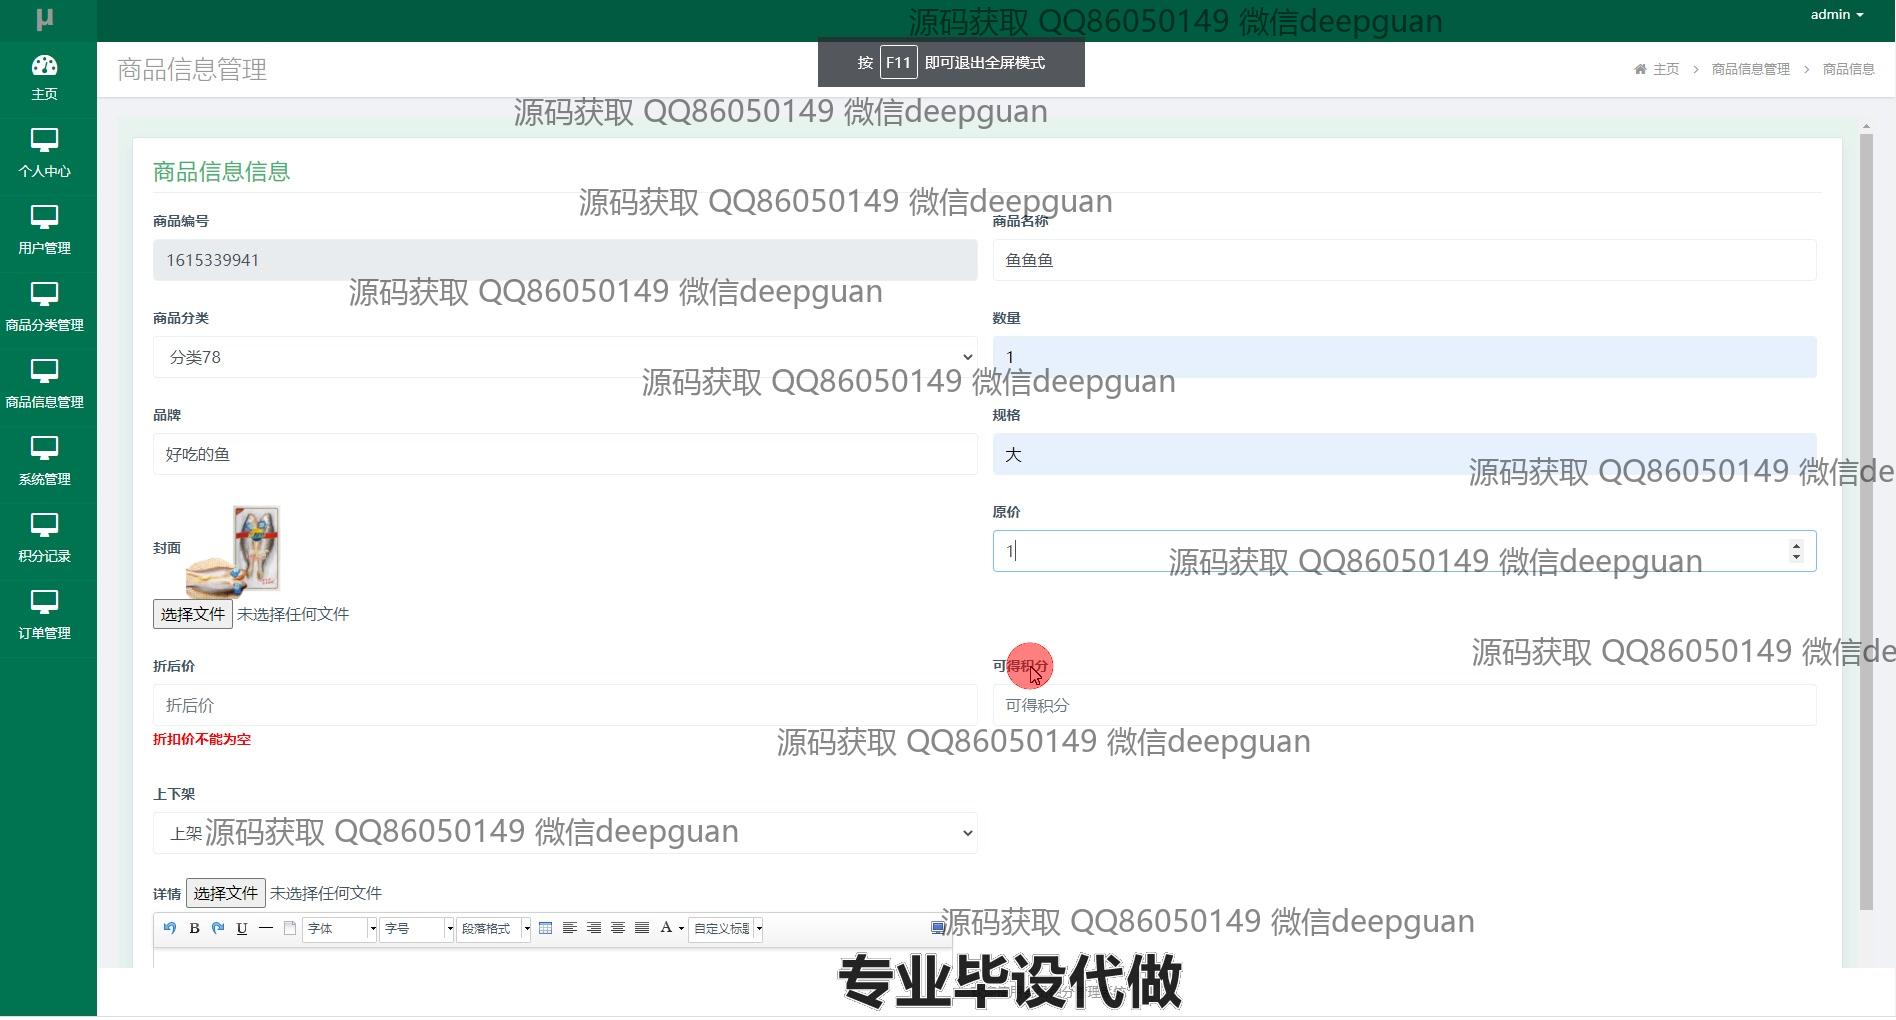 μ
源码获取 QQ86050149 微信deepguan
admin
按 F11 即可退出全屏模式
商品信息管理
主页 > 商品信息管理 > 商品信息
主页
源码获取 QQ86050149 微信deepguan
个人中心
商品信息信息
源码获取 QQ86050149 微信deepguan
商品编号
商品名称
用户管理
1615339941
鱼鱼鱼
源码获取 QQ86050149 微信deepguan
商品分类
数量
商品分类管理
分类78
1
源码获取 QQ86050149 微信deepguan
商品信息管理
品牌
规格
好吃的鱼
大
源码获取 QQ86050149 微信de
系统管理
原价
封面
1
源码获取 QQ86050149 微信deepguan
积分记录
选择文件 未选择任何文件
订单管理
源码获取 QQ86050149 微信de
折后价
可得积分
折后价
可得积分
折扣价不能为空
源码获取 QQ86050149 微信deepguan
上下架
上架
源码获取 QQ86050149 微信deepguan
详情 选择文件 未选择任何文件
B U 字体 字号 段落格式 A 自定义标题
源码获取 QQ86050149 微信deepguan
专业毕设代做